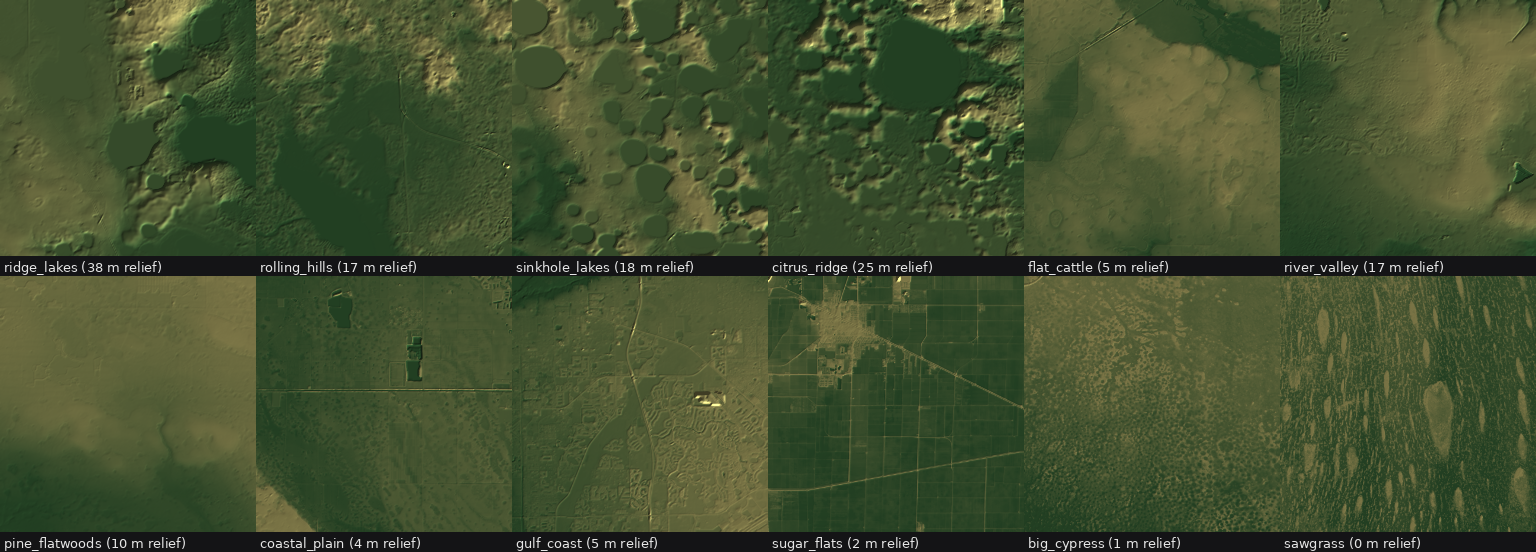 ridge_lakes (38 m relief)
rolling_hills (17 m relief)
sinkhole_lakes (18 m relief)
citrus_ridge (25 m relief)
flat_cattle (5 m relief)
river_valley (17 m relief)
pine_flatwoods (10 m relief)
coastal_plain (4 m relief)
gulf_coast (5 m relief)
sugar_flats (2 m relief)
big_cypress (1 m relief)
sawgrass (0 m relief)